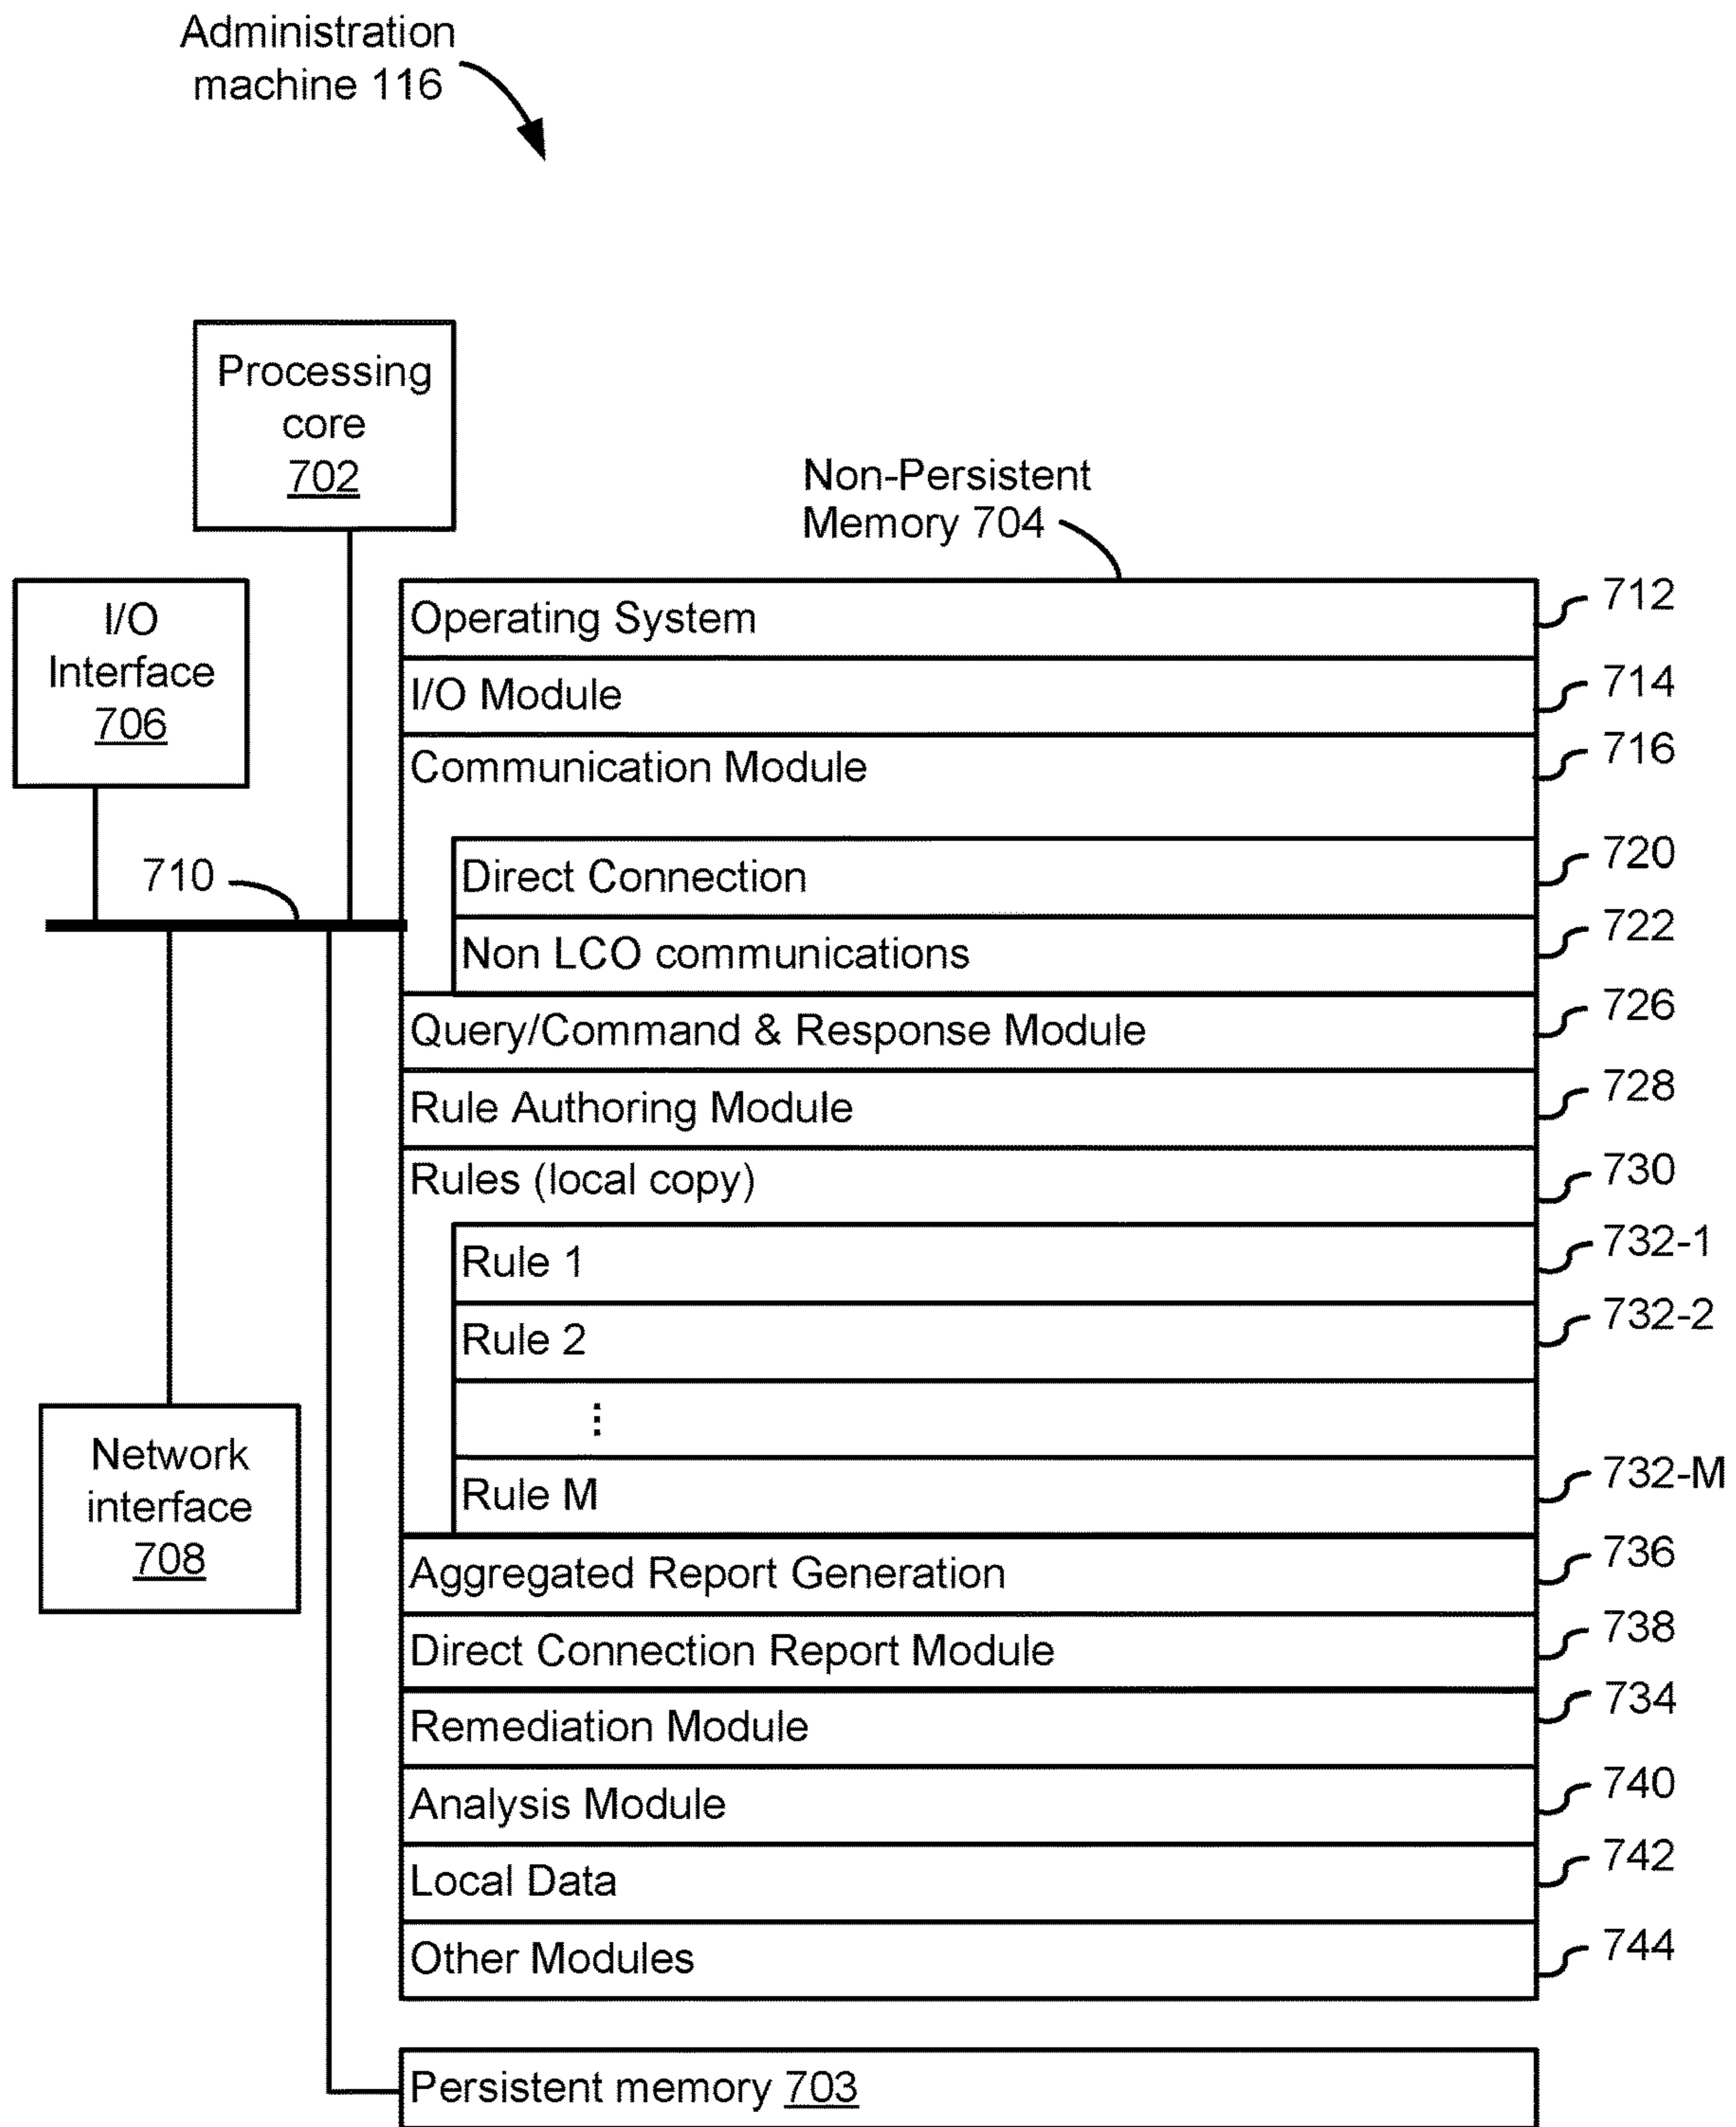 Administration
machine 116
Processing
core
702
Non-Persistent
Memory 704
I/O
Interface
706
Operating System
712
I/O Module
714
Communication Module
716
710
Direct Connection
720
Non LCO communications
722
Query/Command & Response Module
726
Rule Authoring Module
728
Rules (local copy)
730
Rule 1
732-1
Rule 2
732-2
⋮
Rule M
732-M
Network
interface
708
Aggregated Report Generation
736
Direct Connection Report Module
738
Remediation Module
734
Analysis Module
740
Local Data
742
Other Modules
744
Persistent memory 703